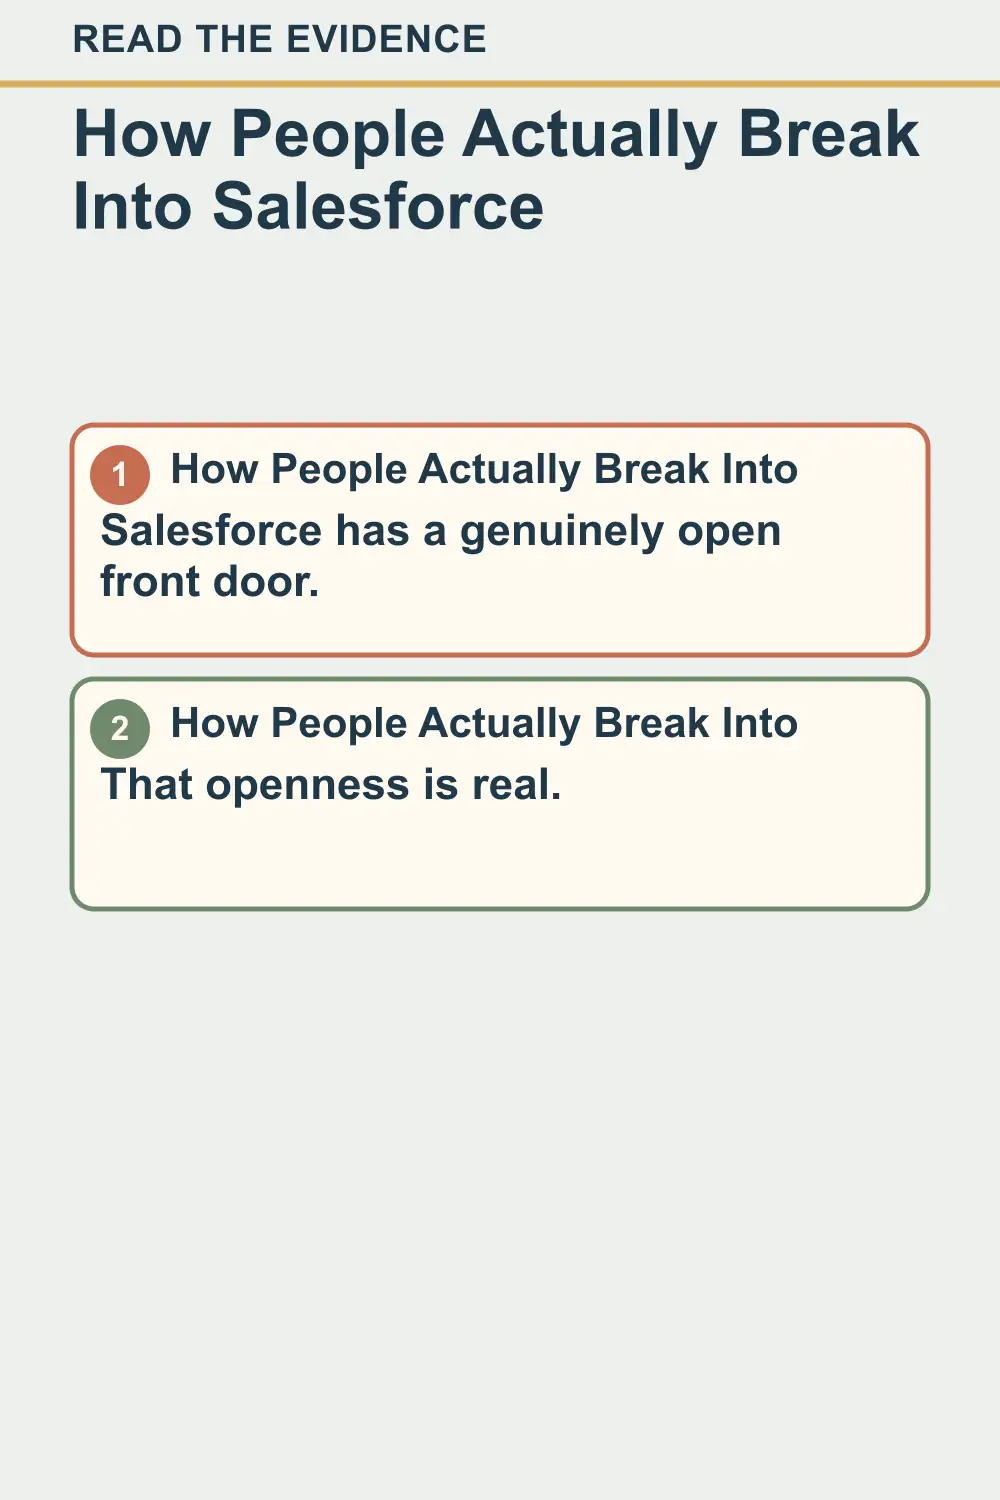 READ THE EVIDENCE
How People Actually Break
Into Salesforce
1 How People Actually Break Into
Salesforce has a genuinely open
front door.
2 How People Actually Break Into
That openness is real.